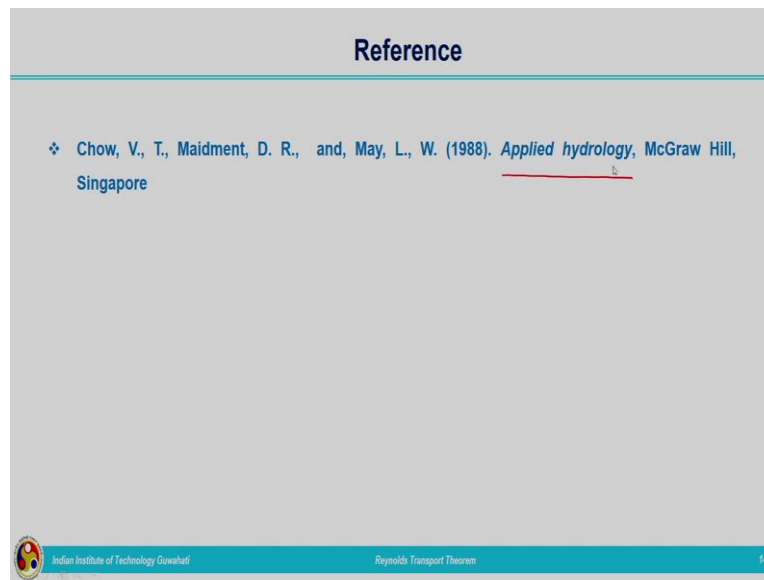 Reference
❖ Chow, V., T., Maidment, D. R., and, May, L., W. (1988). Applied hydrology, McGraw Hill,
Singapore
Indian Institute of Technology Guwahati
Reynolds Transport Theorem